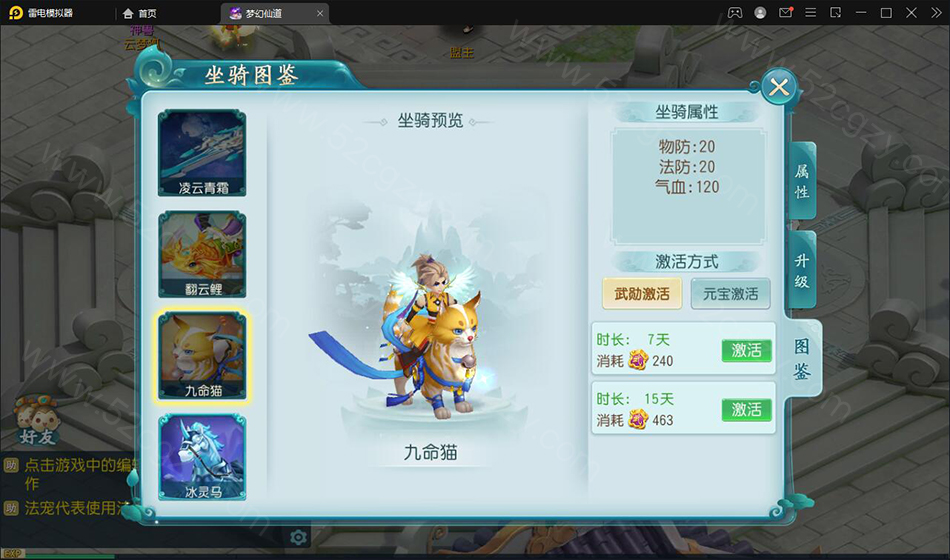 雷电模拟器
首页
梦幻仙道
神兽
盟主
坐骑图鉴
凌云青霜
翻云鲤
九命猫
冰灵马
坐骑预览
九命猫
坐骑属性
物防:20
法防:20
气血:120
激活方式
武勋激活
元宝激活
时长： 7天
消耗 240
激活
时长： 15天
消耗 463
激活
属性
升级
图鉴
好友
助 点击游戏中的编
作
助 法宠代表使用
EXP